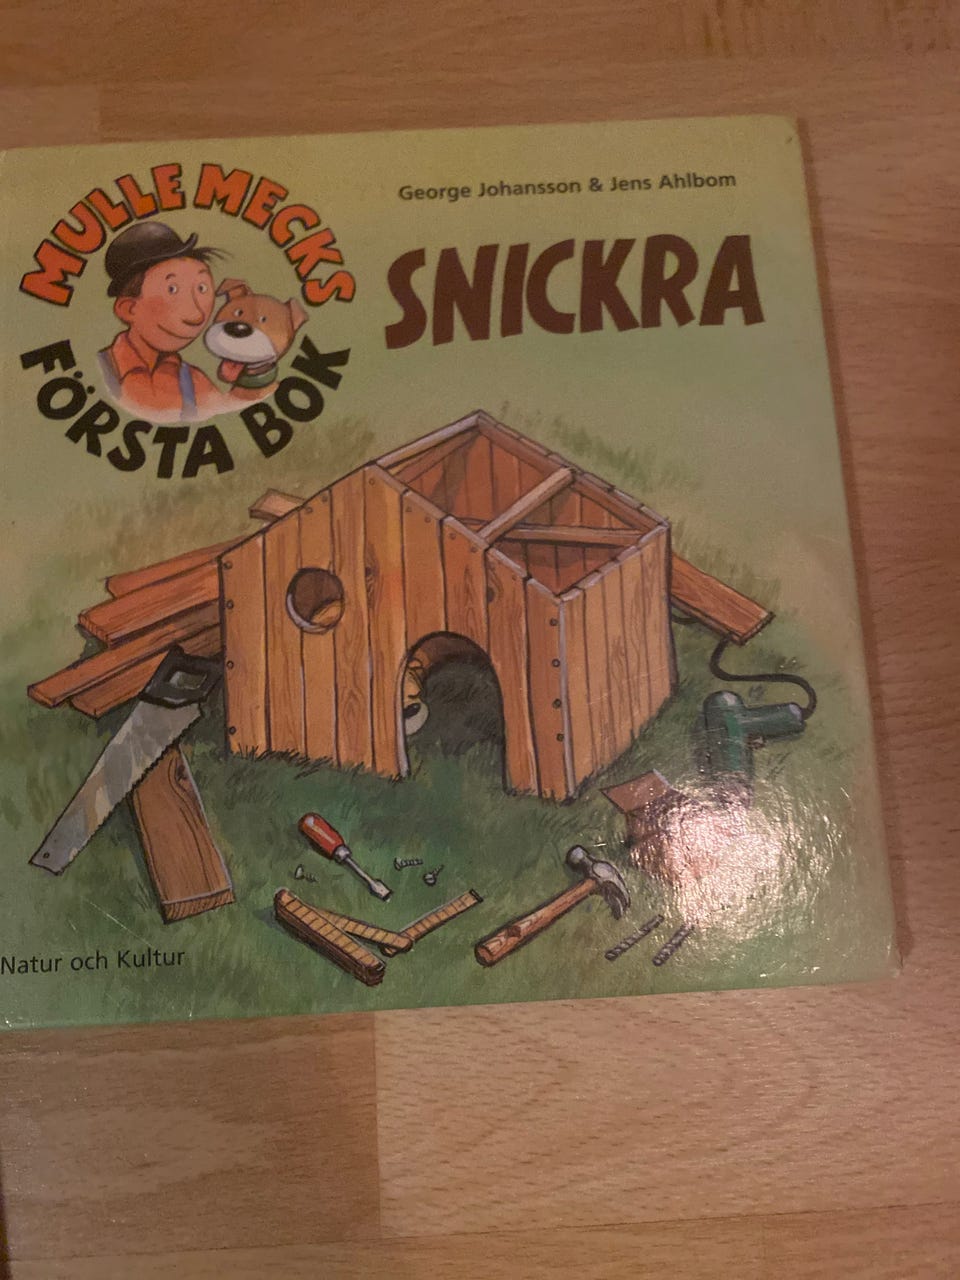 MULLE MECKS
FÖRSTA BOK
George Johansson & Jens Ahlbom
SNICKRA
Natur och Kultur